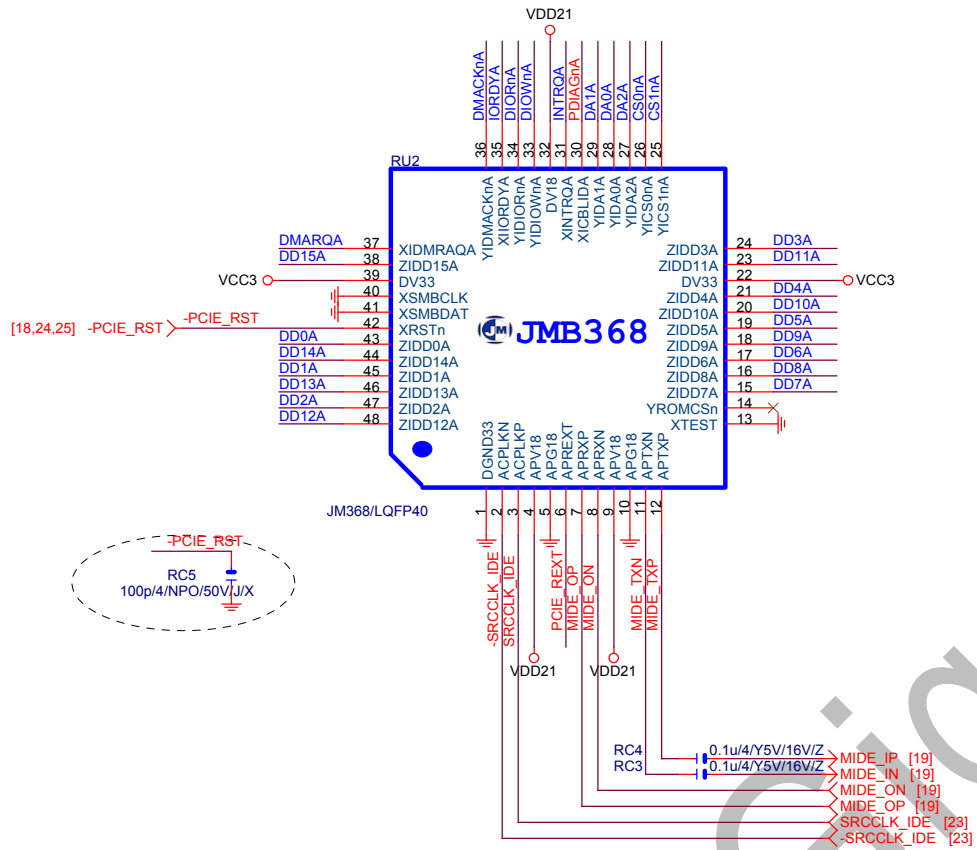 VDD21
DMACKnA
IORDYA
DIORnA
DIOWnA
INTRQA
PDIAGnA
DA1A
DA0A
DA2A
CS0nA
CS1nA
36
35
34
33
32
31
30
29
28
27
26
25
RU2
YIDMACKnA
XIIORDYA
YIDIORnA
YIDIOWnA
DV18
XINTRQA
XICBLIDA
YIDA1A
YIDA0A
YIDA2A
YICS0nA
YICS1nA
DMARQA 37 XIDMRAQA
DD15A 38 ZIDD15A
VCC3 39 DV33
40 XSMBCLK
41 XSMBDAT
[18,24,25] -PCIE_RST -PCIE_RST 42 XRSTn
DD0A 43 ZIDD0A
DD14A 44 ZIDD14A
DD1A 45 ZIDD1A
DD13A 46 ZIDD13A
DD2A 47 ZIDD2A
DD12A 48 ZIDD12A
JM JMB368
ZIDD3A 24 DD3A
ZIDD11A 23 DD11A
DV33 22 VCC3
ZIDD4A 21 DD4A
ZIDD10A 20 DD10A
ZIDD5A 19 DD5A
ZIDD9A 18 DD9A
ZIDD6A 17 DD6A
ZIDD8A 16 DD8A
ZIDD7A 15 DD7A
YROMCSn 14
XTEST 13
DGND33
ACPLKN
ACPLKP
APV18
APG18
APREXT
APRXP
APRXN
APV18
APG18
APTXN
APTXP
JM368/LQFP40
1
2
3
4
5
6
7
8
9
10
11
12
-SRCCLK_IDE
SRCCLK_IDE
PCIE_REXT
MIDE_OP
MIDE_ON
MIDE_TXN
MIDE_TXP
VDD21
VDD21
-PCIE_RST
RC5
100p/4/NPO/50V/J/X
RC4 0.1u/4/Y5V/16V/Z MIDE_IP [19]
RC3 0.1u/4/Y5V/16V/Z MIDE_IN [19]
MIDE_ON [19]
MIDE_OP [19]
SRCCLK_IDE [23]
-SRCCLK_IDE [23]
Gig